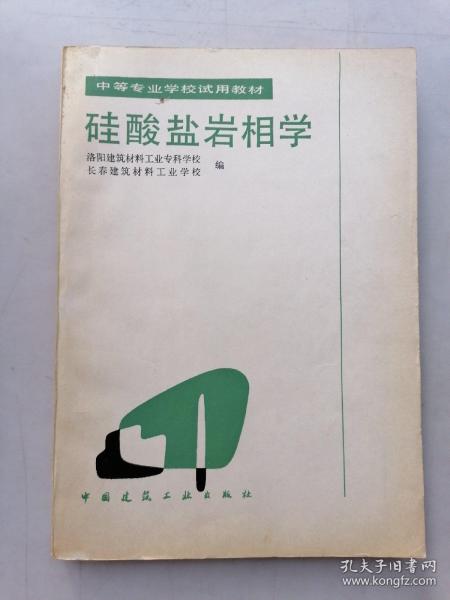 中等专业学校试用教材
硅酸盐岩相学
洛阳建筑材料工业专科学校
长春建筑材料工业学校
编
中国建筑工业出版社
孔夫子旧书网
www.kongfz.com